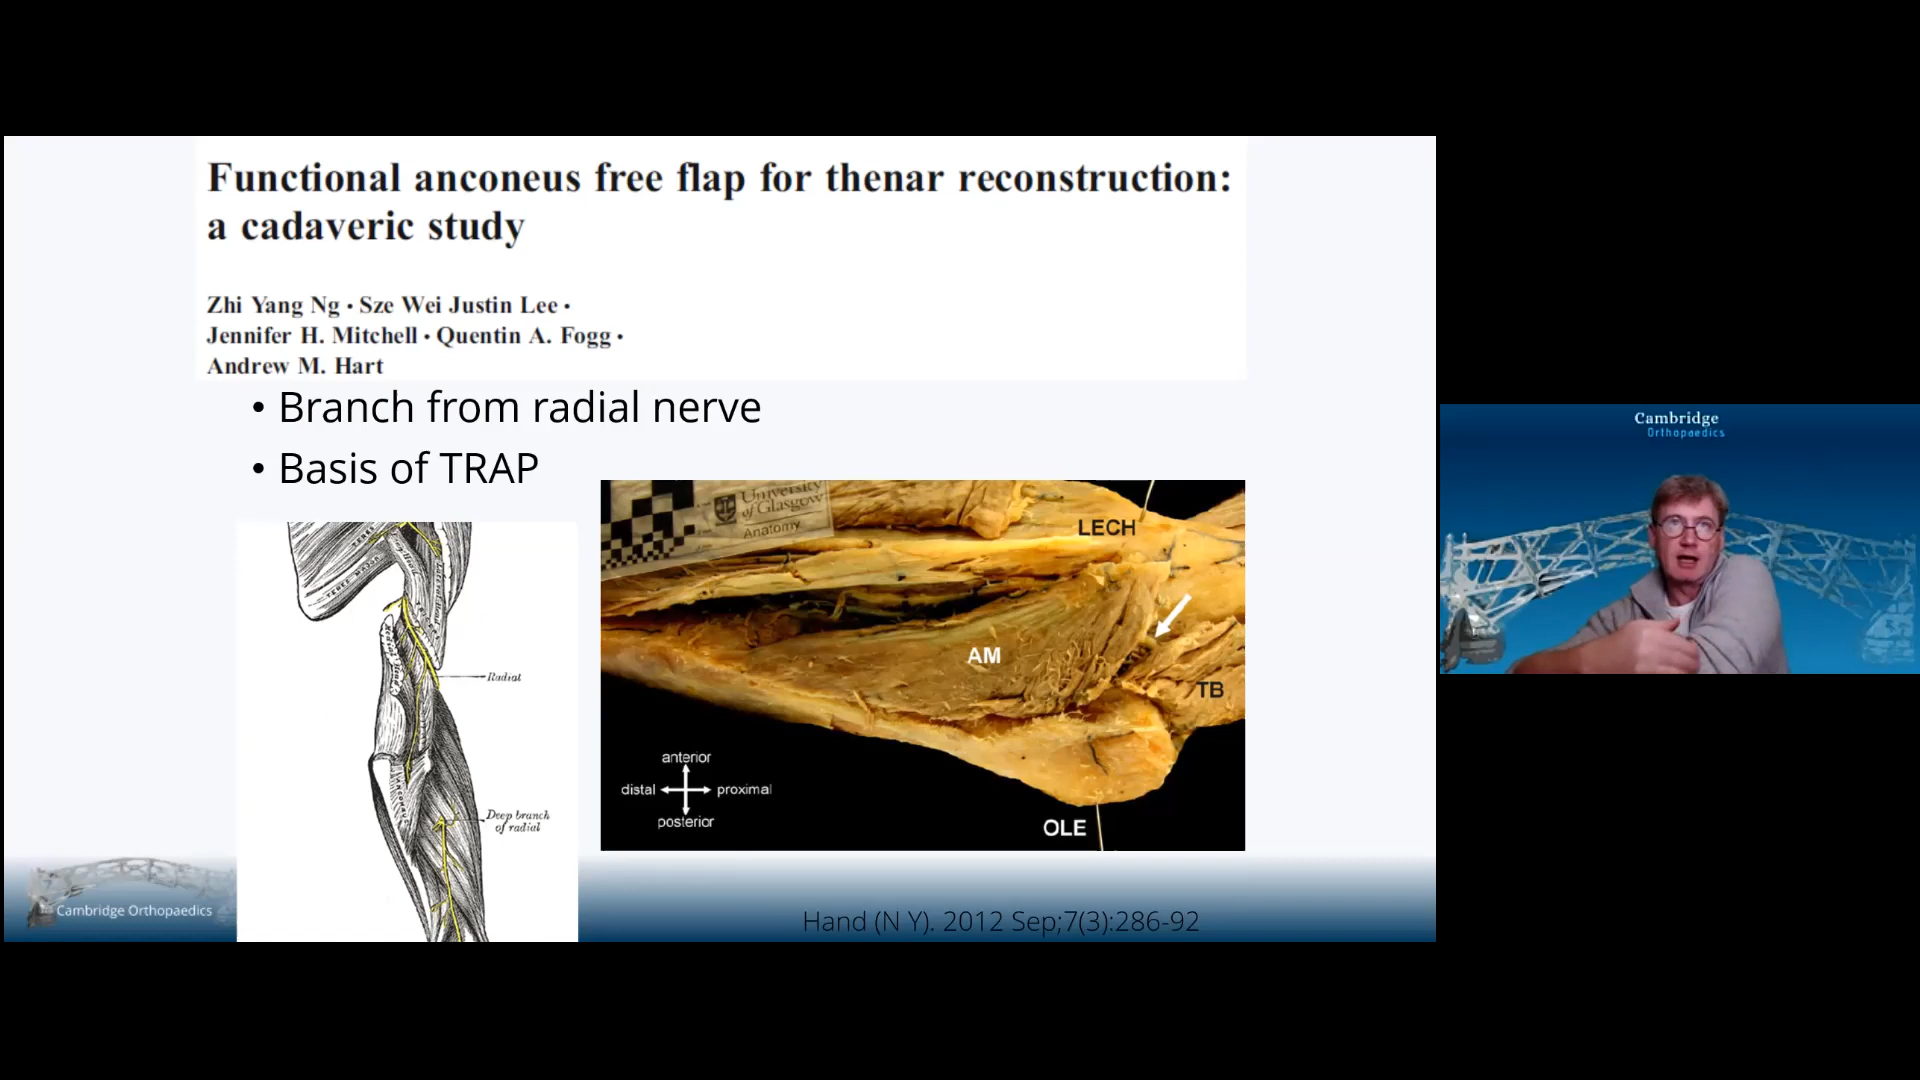 Functional anconeus free flap for thenar reconstruction:
a cadaveric study
Zhi Yang Ng • Sze Wei Justin Lee •
Jennifer H. Mitchell • Quentin A. Fogg •
Andrew M. Hart
• Branch from radial nerve
• Basis of TRAP
University
of Glasgow
Anatomy
LECH
AM
TB
OLE
anterior
distal
proximal
posterior
Radial
Deep branch
of radial
Cambridge Orthopaedics
Hand (N Y). 2012 Sep;7(3):286-92
Cambridge
Orthopaedics